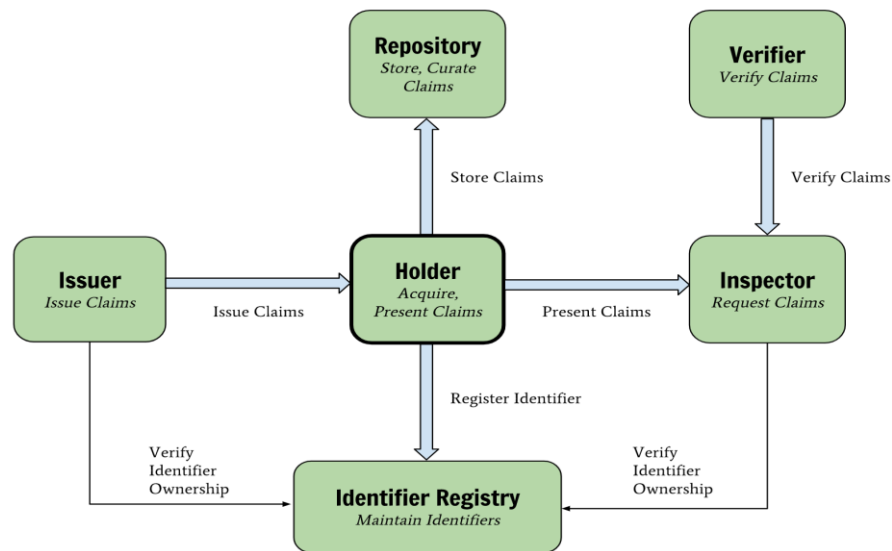 Repository
Store, Curate
Claims
Verifier
Verify Claims
Store Claims
Verify Claims
Issuer
Issue Claims
Issue Claims
Holder
Acquire,
Present Claims
Present Claims
Inspector
Request Claims
Register Identifier
Verify
Identifier
Ownership
Identifier Registry
Maintain Identifiers
Verify
Identifier
Ownership